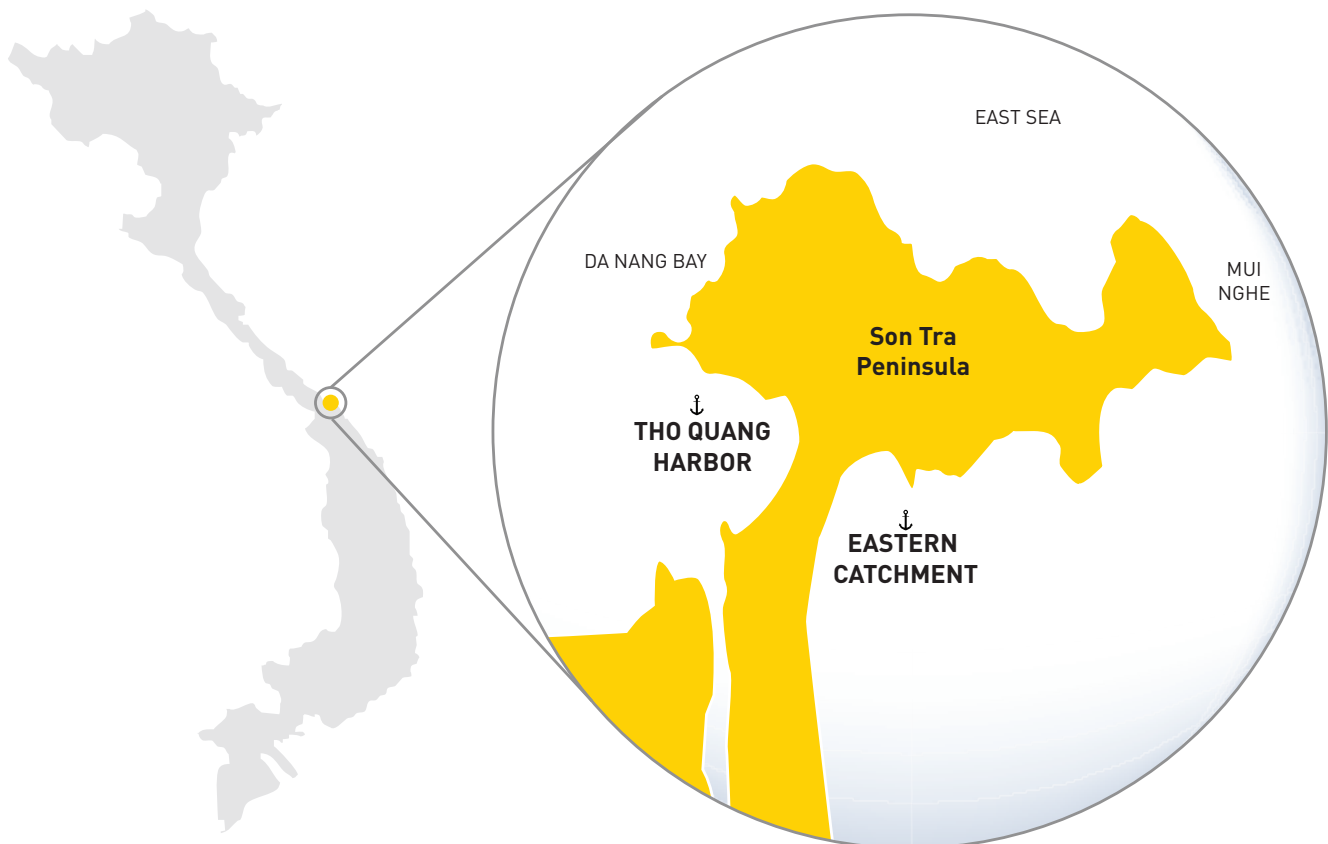 EAST SEA
DA NANG BAY
MUI
NGHE
Son Tra
Peninsula
THO QUANG
HARBOR
EASTERN
CATCHMENT